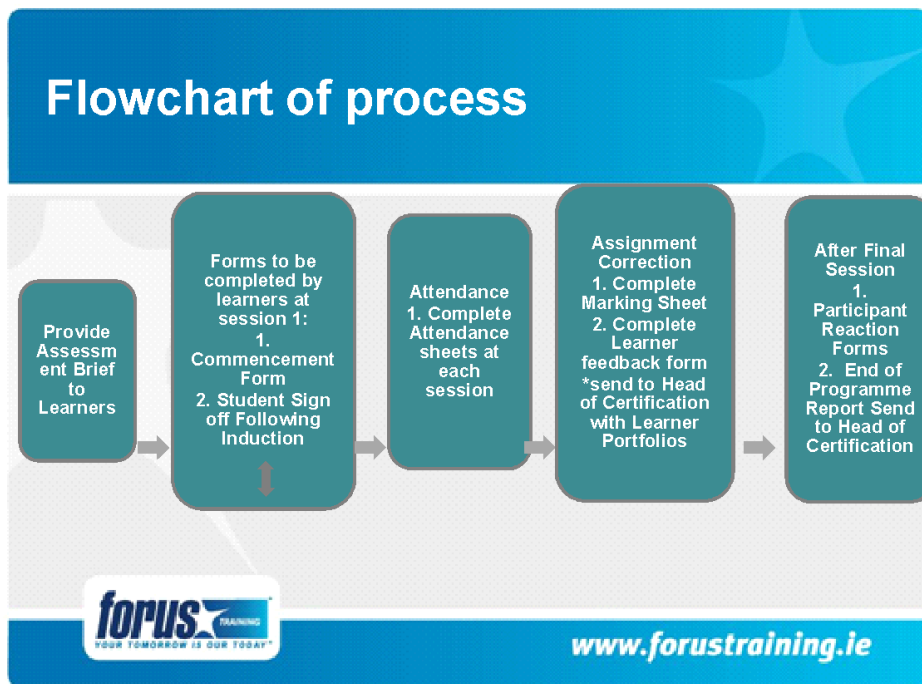 Flowchart of process
Provide
Assessm
ent Brief
to
Learners
Forms to be
completed by
learners at
session 1:
1.
Commencement
Form
2. Student Sign
off Following
Induction
Attendance
1. Complete
Attendance
sheets at
each
session
Assignment
Correction
1. Complete
Marking Sheet
2. Complete
Learner
feedback form
*send to Head
of Certification
with Learner
Portfolios
After Final
Session
1.
Participant
Reaction
Forms
2. End of
Programme
Report Send
to Head of
Certification
forus
TRAINING
YOUR TOMORROW IS OUR TODAY
www.forustraining.ie